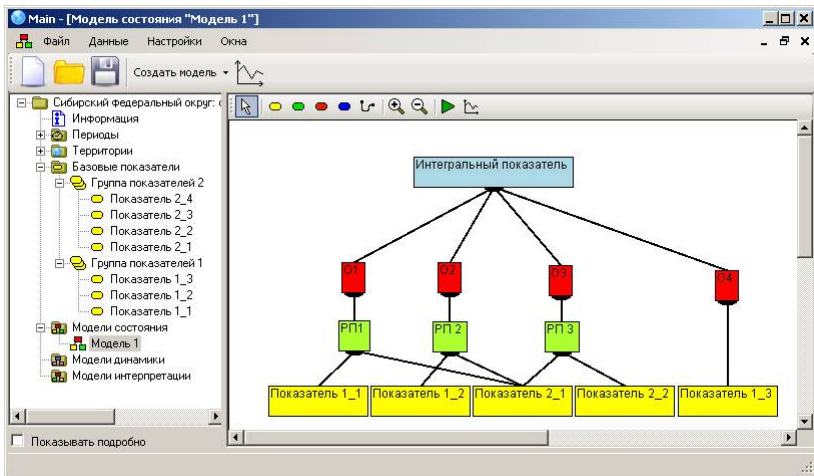 Main - [Модель состояния "Модель 1"]
Файл Данные Настройки Окна
Создать модель
Сибирский федеральный округ:
Информация
Периоды
Территории
Базовые показатели
Группа показателей 2
Показатель 2_4
Показатель 2_3
Показатель 2_2
Показатель 2_1
Группа показателей 1
Показатель 1_3
Показатель 1_2
Показатель 1_1
Модели состояния
Модель 1
Модели динамики
Модели интерпретации
Показывать подробно
Интегральный показатель
О1 О2 О3 О4
РП1 РП 2 РП 3
Показатель 1_1 Показатель 1_2 Показатель 2_1 Показатель 2_2 Показатель 1_3